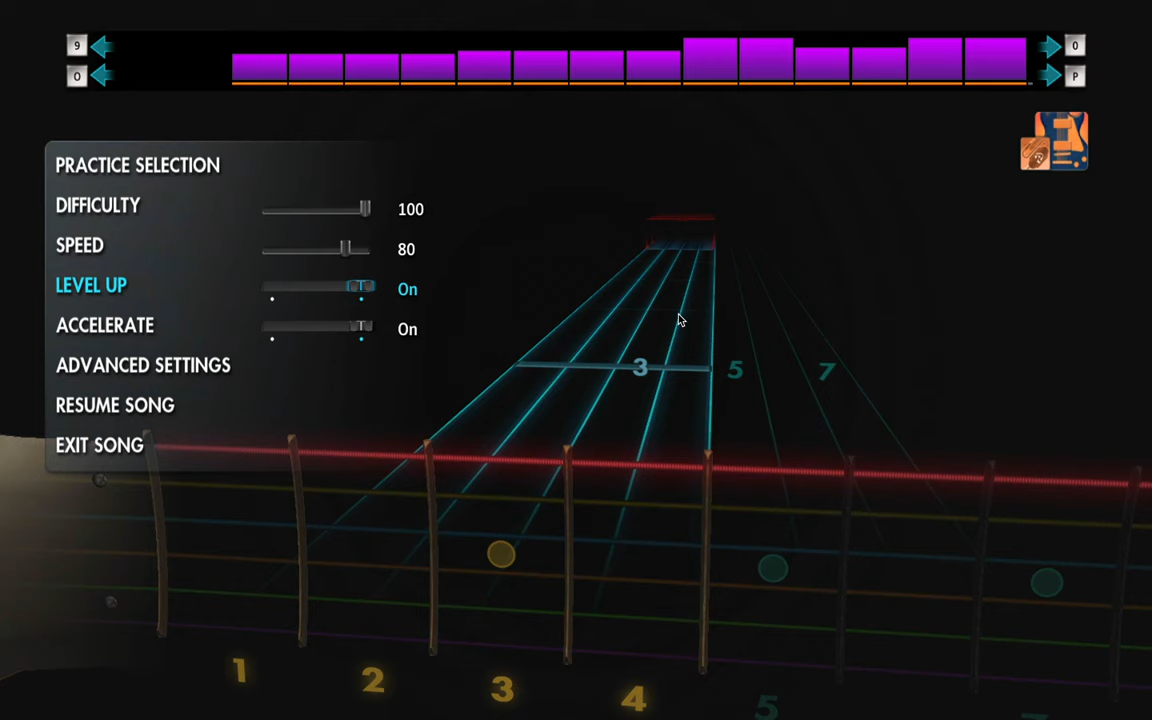 9
0
O
P
PRACTICE SELECTION
DIFFICULTY 100
SPEED 80
LEVEL UP On
ACCELERATE On
ADVANCED SETTINGS
RESUME SONG
EXIT SONG
3 5 7
1 2 3 4 5